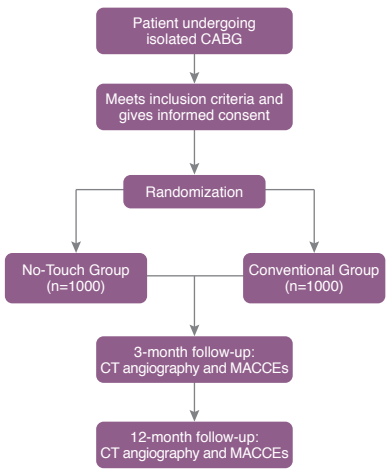 Patient undergoing
isolated CABG
Meets inclusion criteria and
gives informed consent
Randomization
No-Touch Group
(n=1000)
Conventional Group
(n=1000)
3-month follow-up:
CT angiography and MACCEs
12-month follow-up:
CT angiography and MACCEs